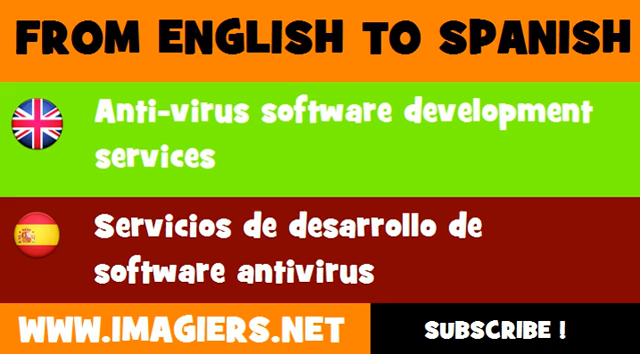 FROM ENGLISH TO SPANISH
Anti-virus software development
services
Servicios de desarrollo de
software antivirus
WWW.IMAGIERS.NET
SUBSCRIBE !